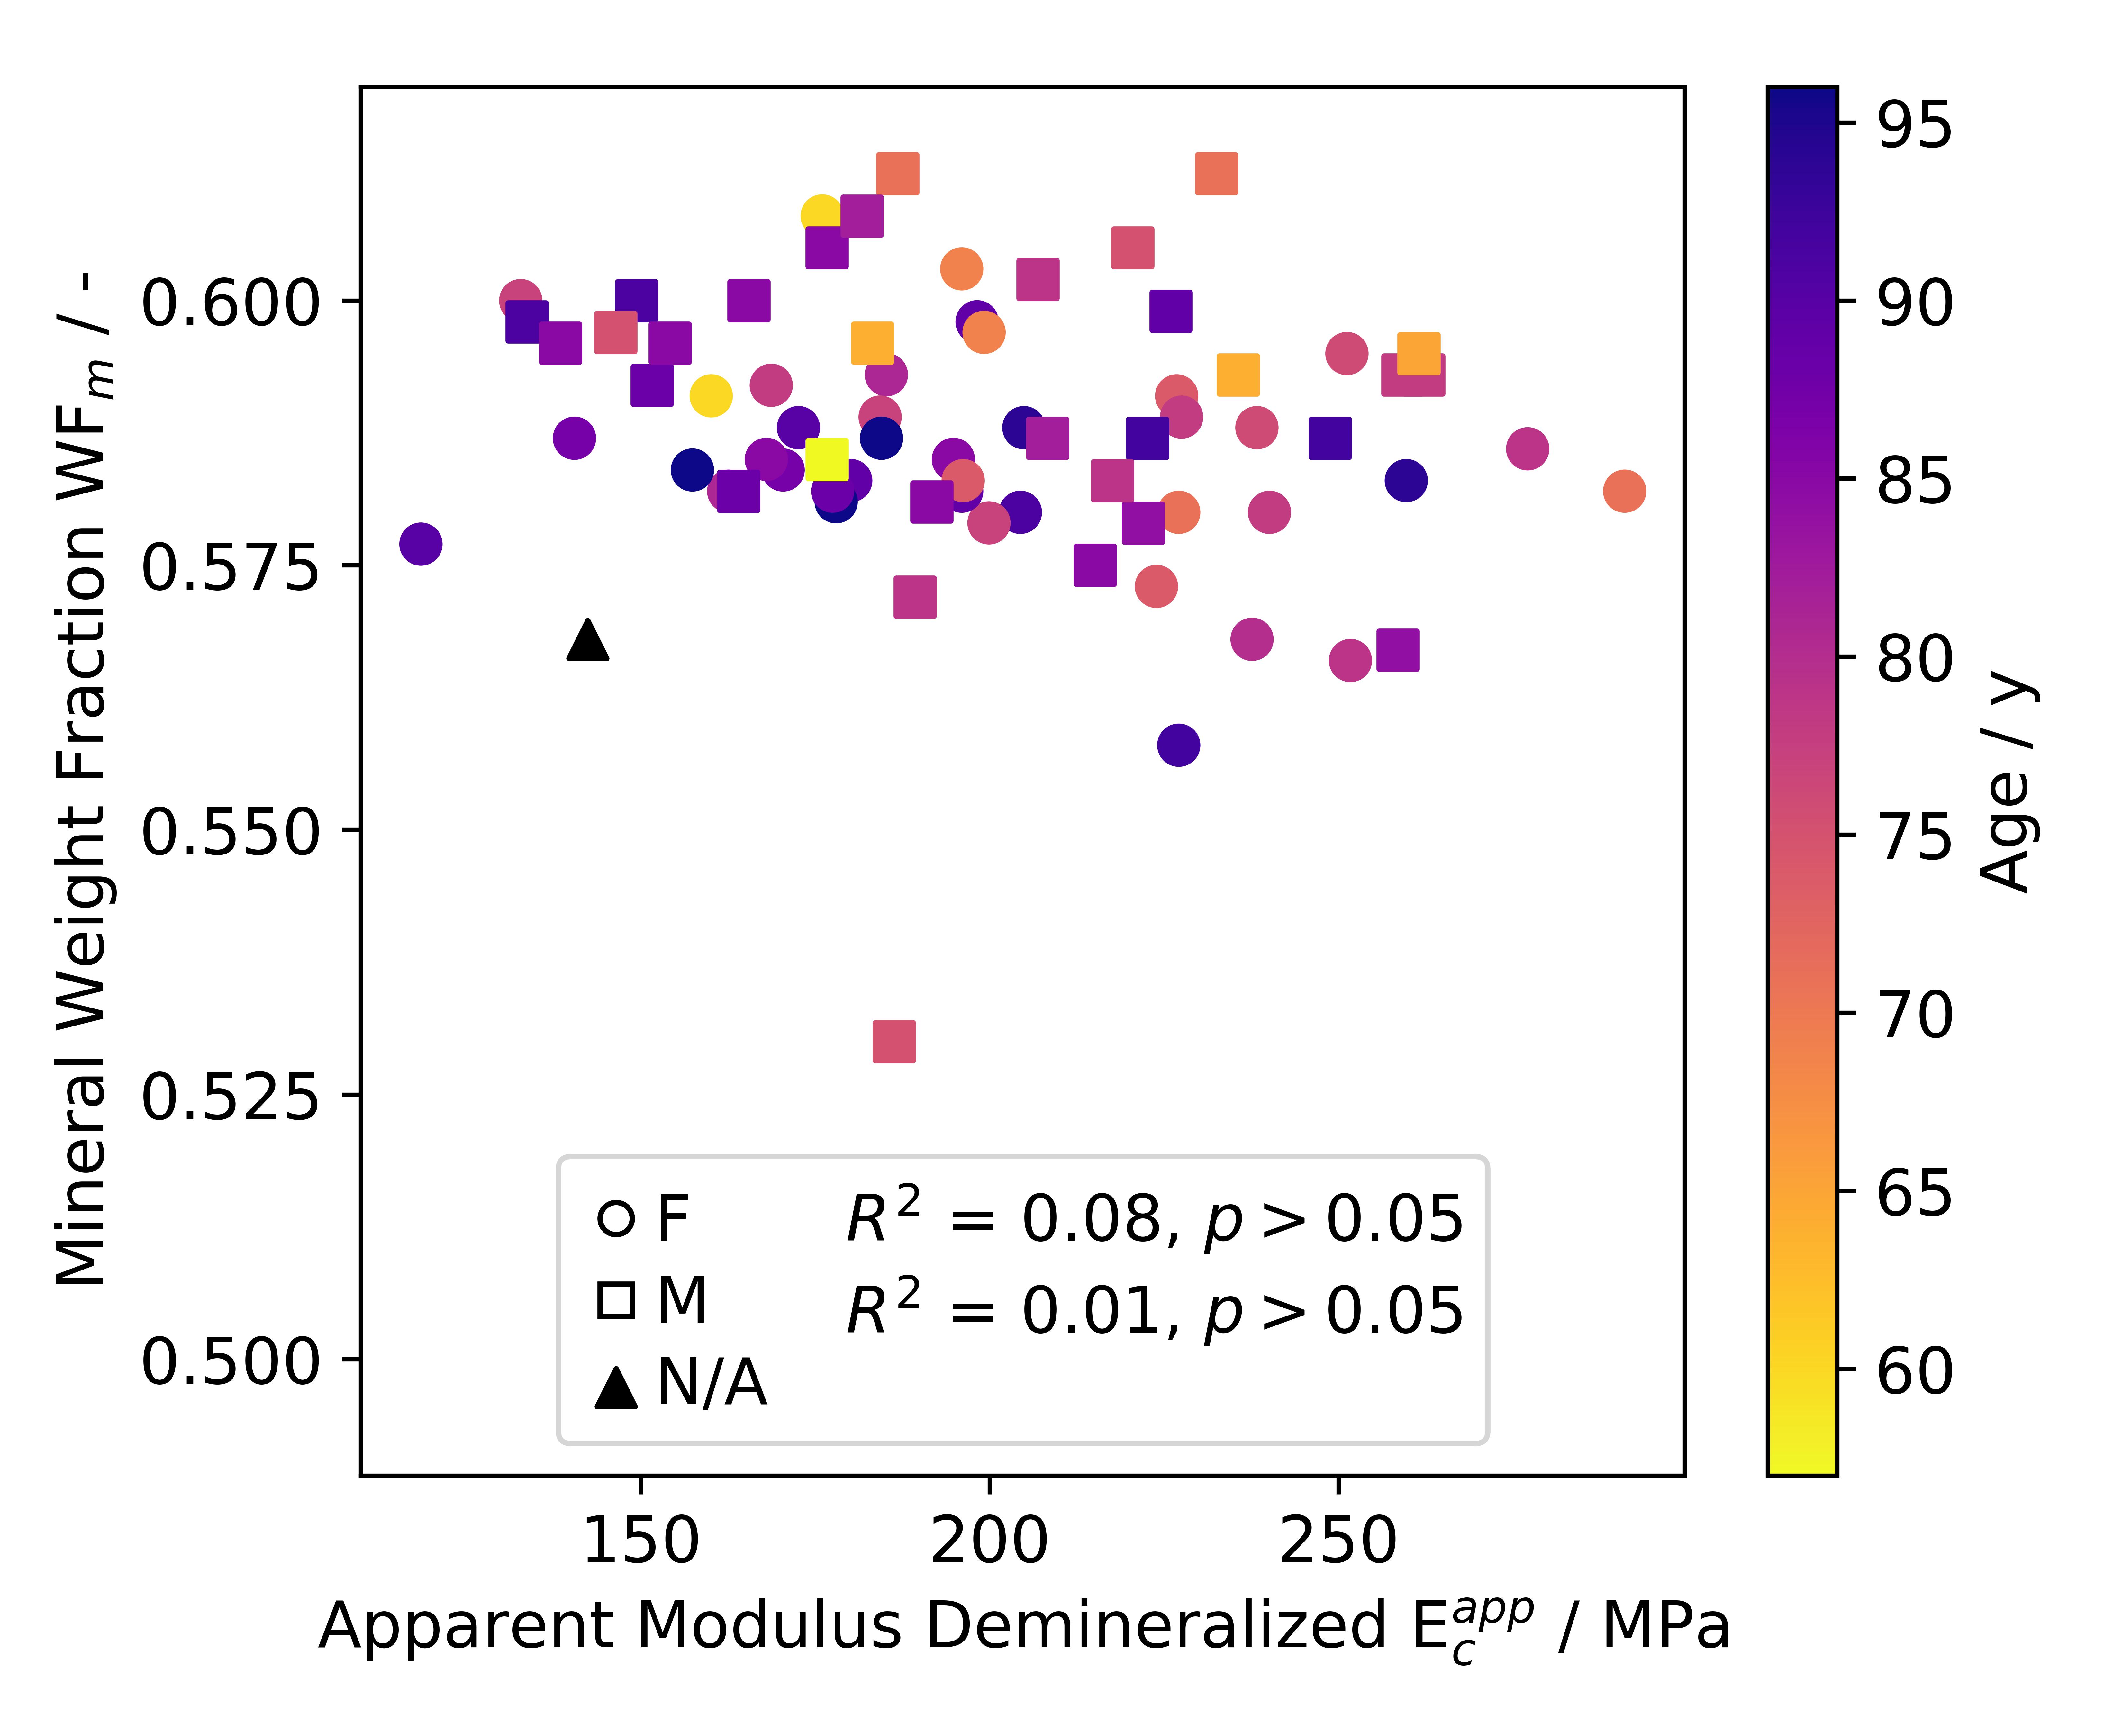 Mineral Weight Fraction WFₘ / -
0.600
0.575
0.550
0.525
0.500
F R² = 0.08, p > 0.05
M R² = 0.01, p > 0.05
N/A
150 200 250
Apparent Modulus Demineralized E_c^app / MPa
95
90
85
80
75
70
65
60
Age / y